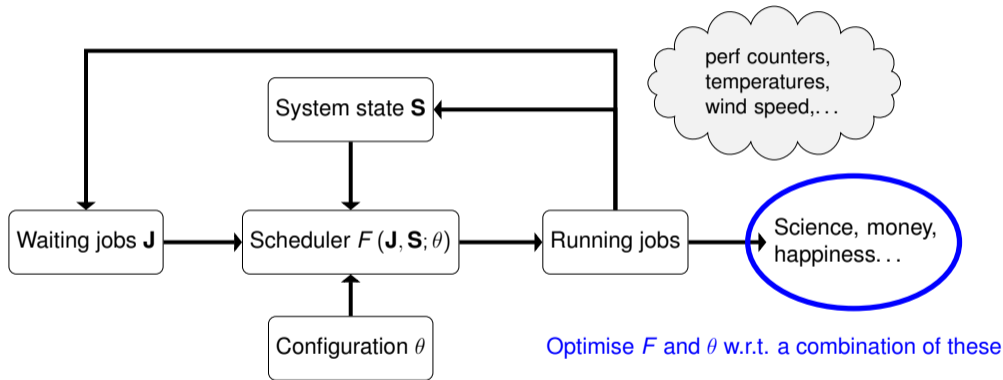 perf counters,
temperatures,
wind speed,...
System state S
Waiting jobs J
Scheduler F (J, S; θ)
Running jobs
Science, money,
happiness...
Configuration θ
Optimise F and θ w.r.t. a combination of these